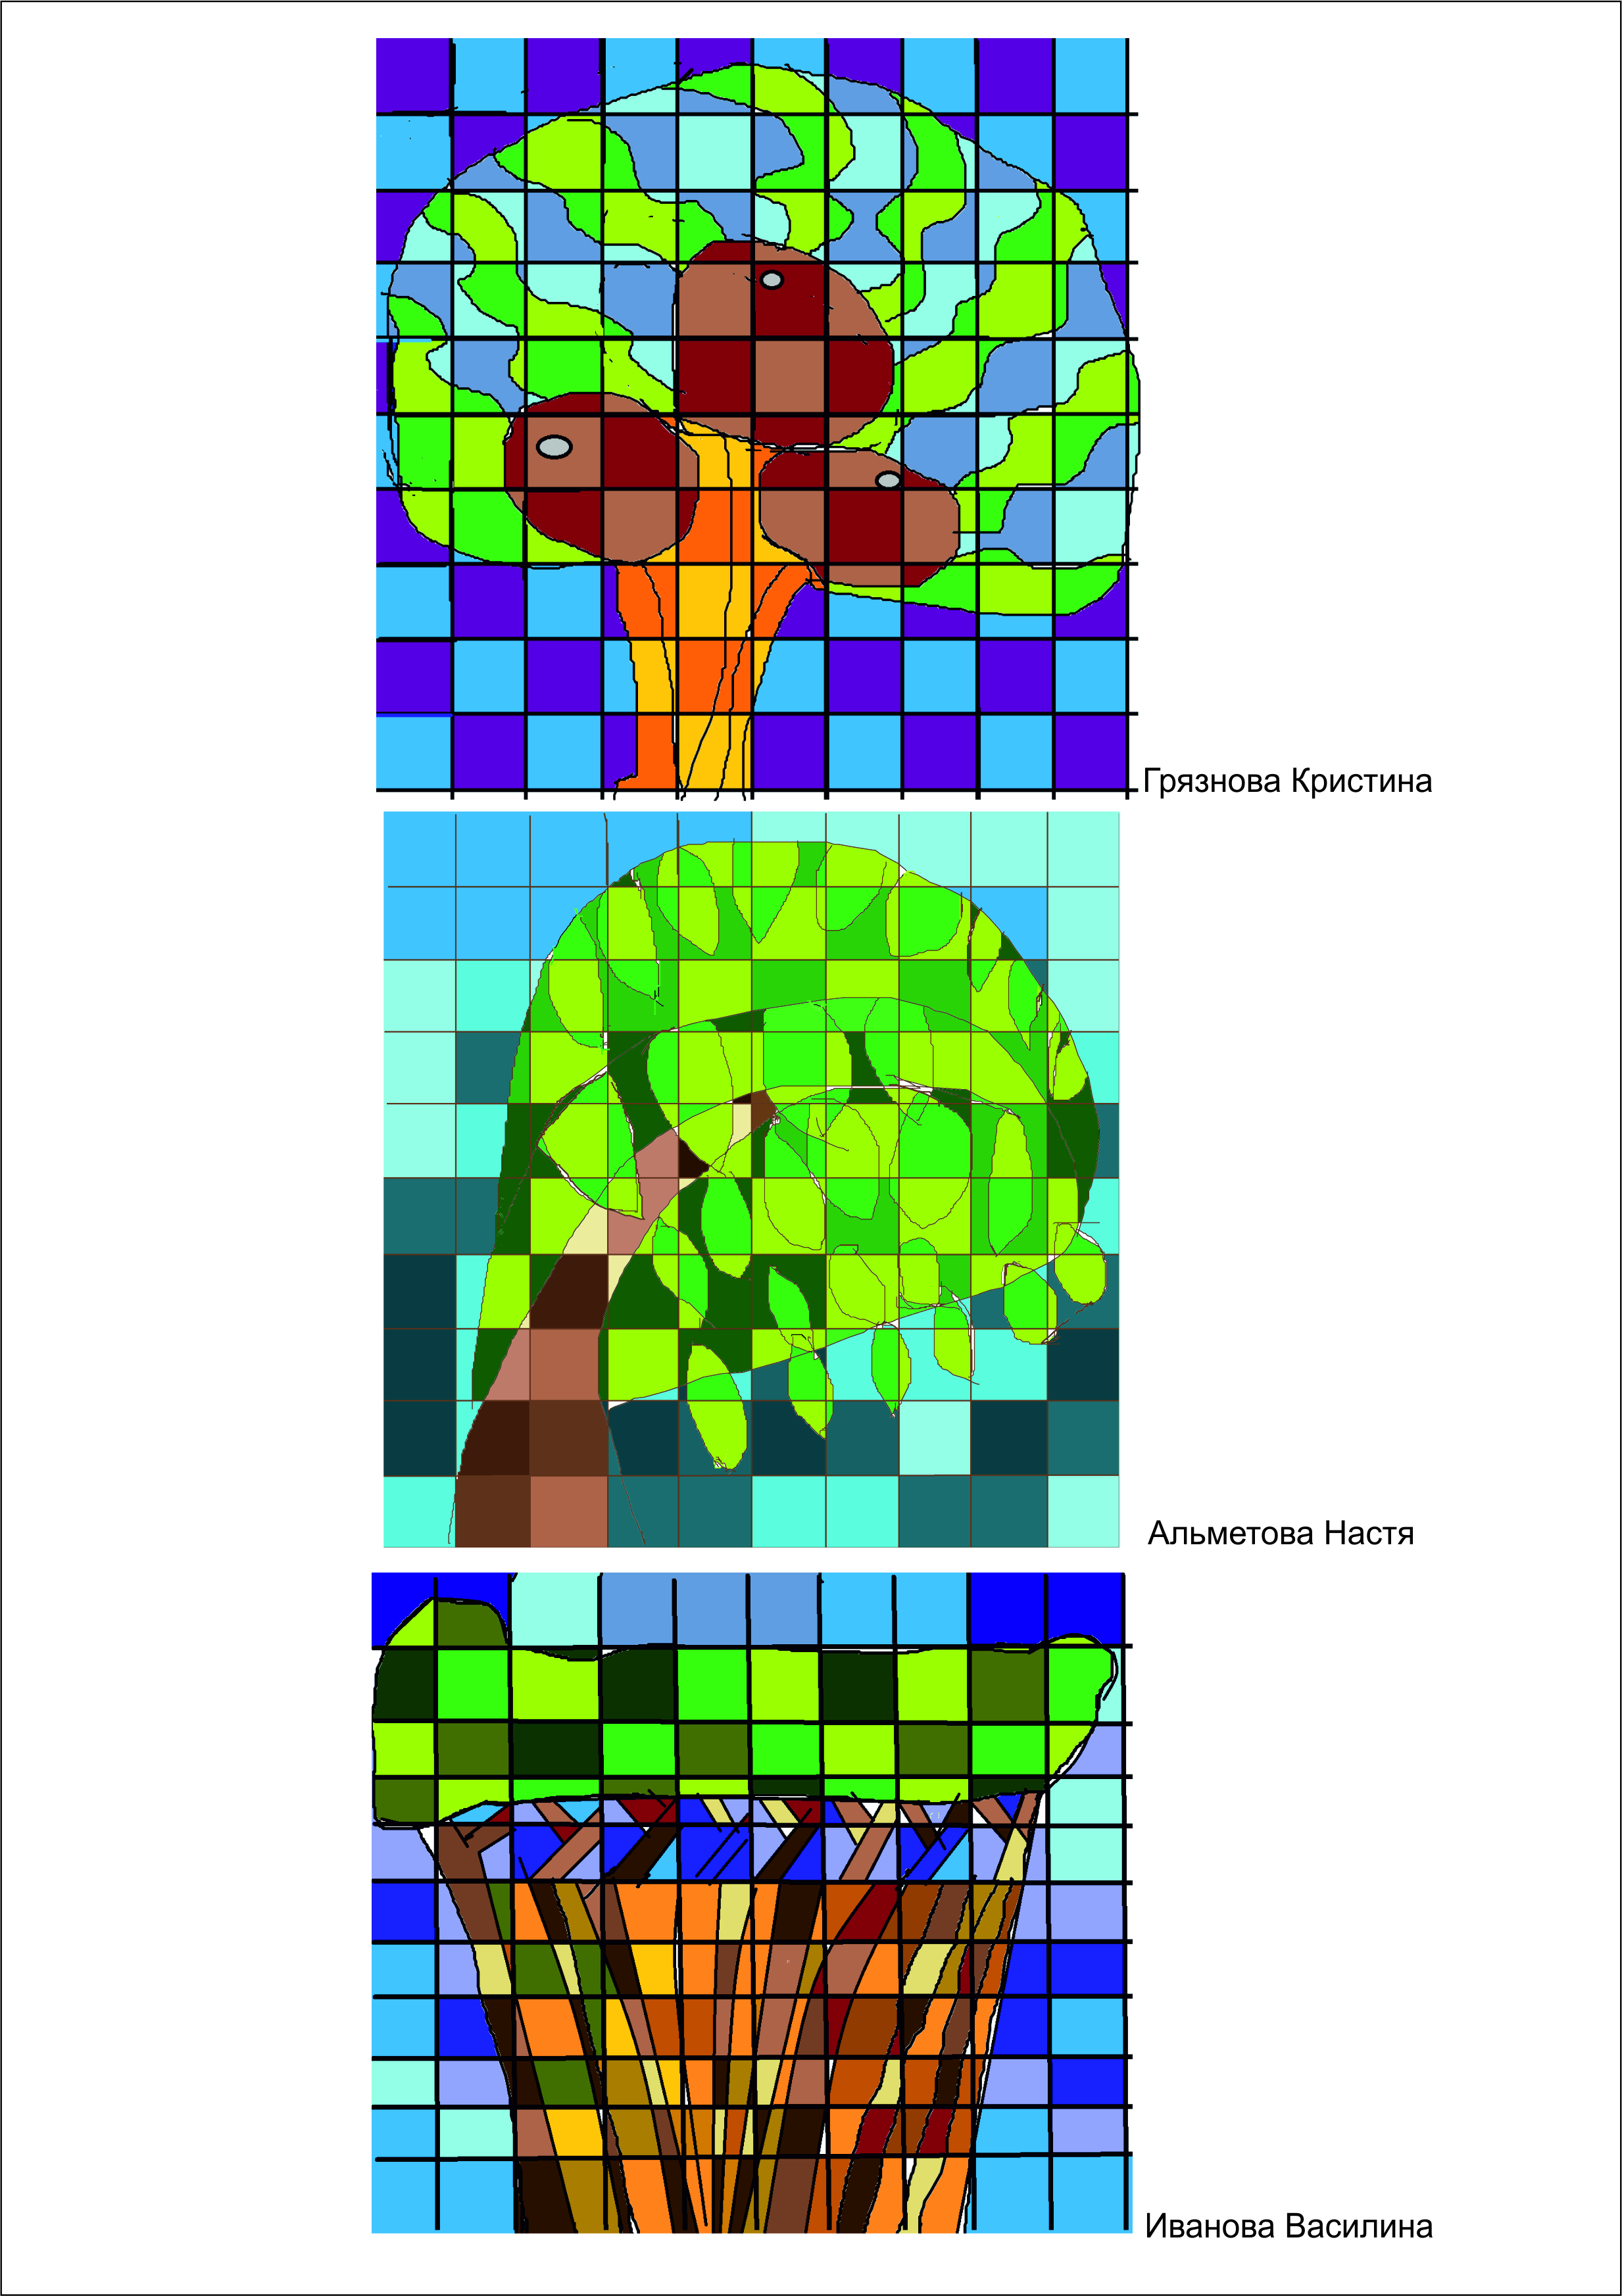 Грязнова Кристина
Альметова Настя
Иванова Василина